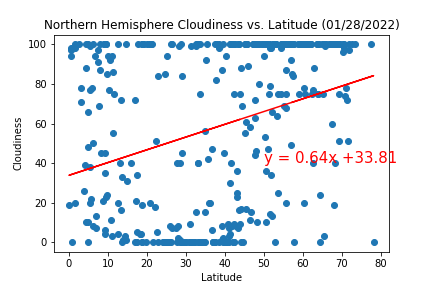 Northern Hemisphere Cloudiness vs. Latitude (01/28/2022)
100
80
60
40
20
0
Cloudiness
y = 0.64x +33.81
0 10 20 30 40 50 60 70 80
Latitude